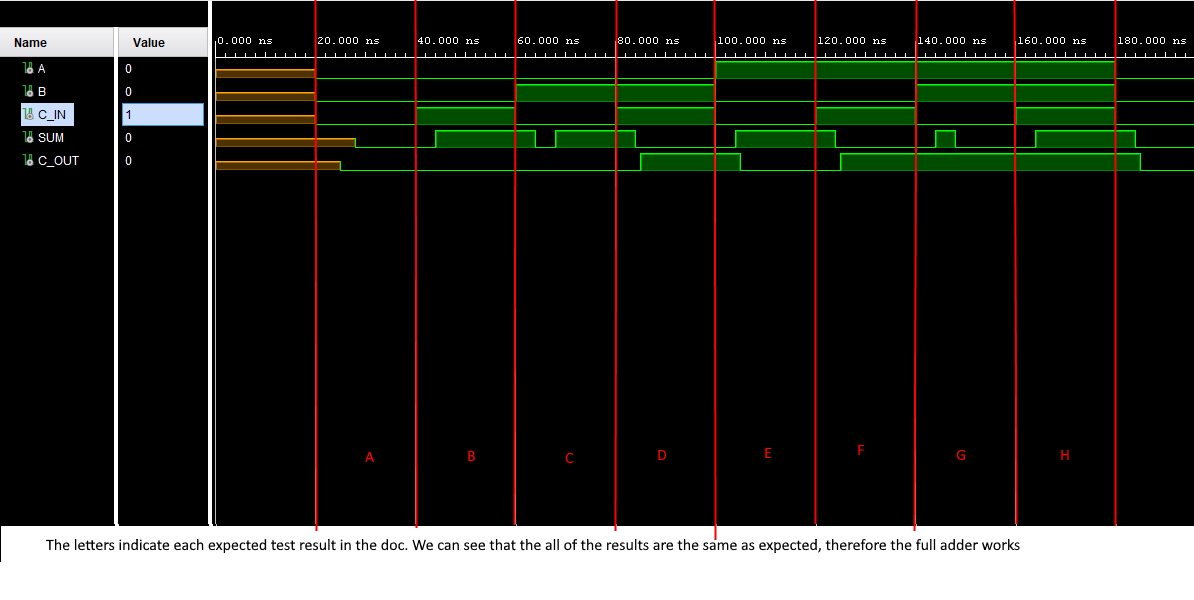 Name Value
0.000 ns 20.000 ns 40.000 ns 60.000 ns 80.000 ns 100.000 ns 120.000 ns 140.000 ns 160.000 ns 180.000 ns
A 0
B 0
C_IN 1
SUM 0
C_OUT 0
A B C D E F G H
The letters indicate each expected test result in the doc. We can see that the all of the results are the same as expected, therefore the full adder works